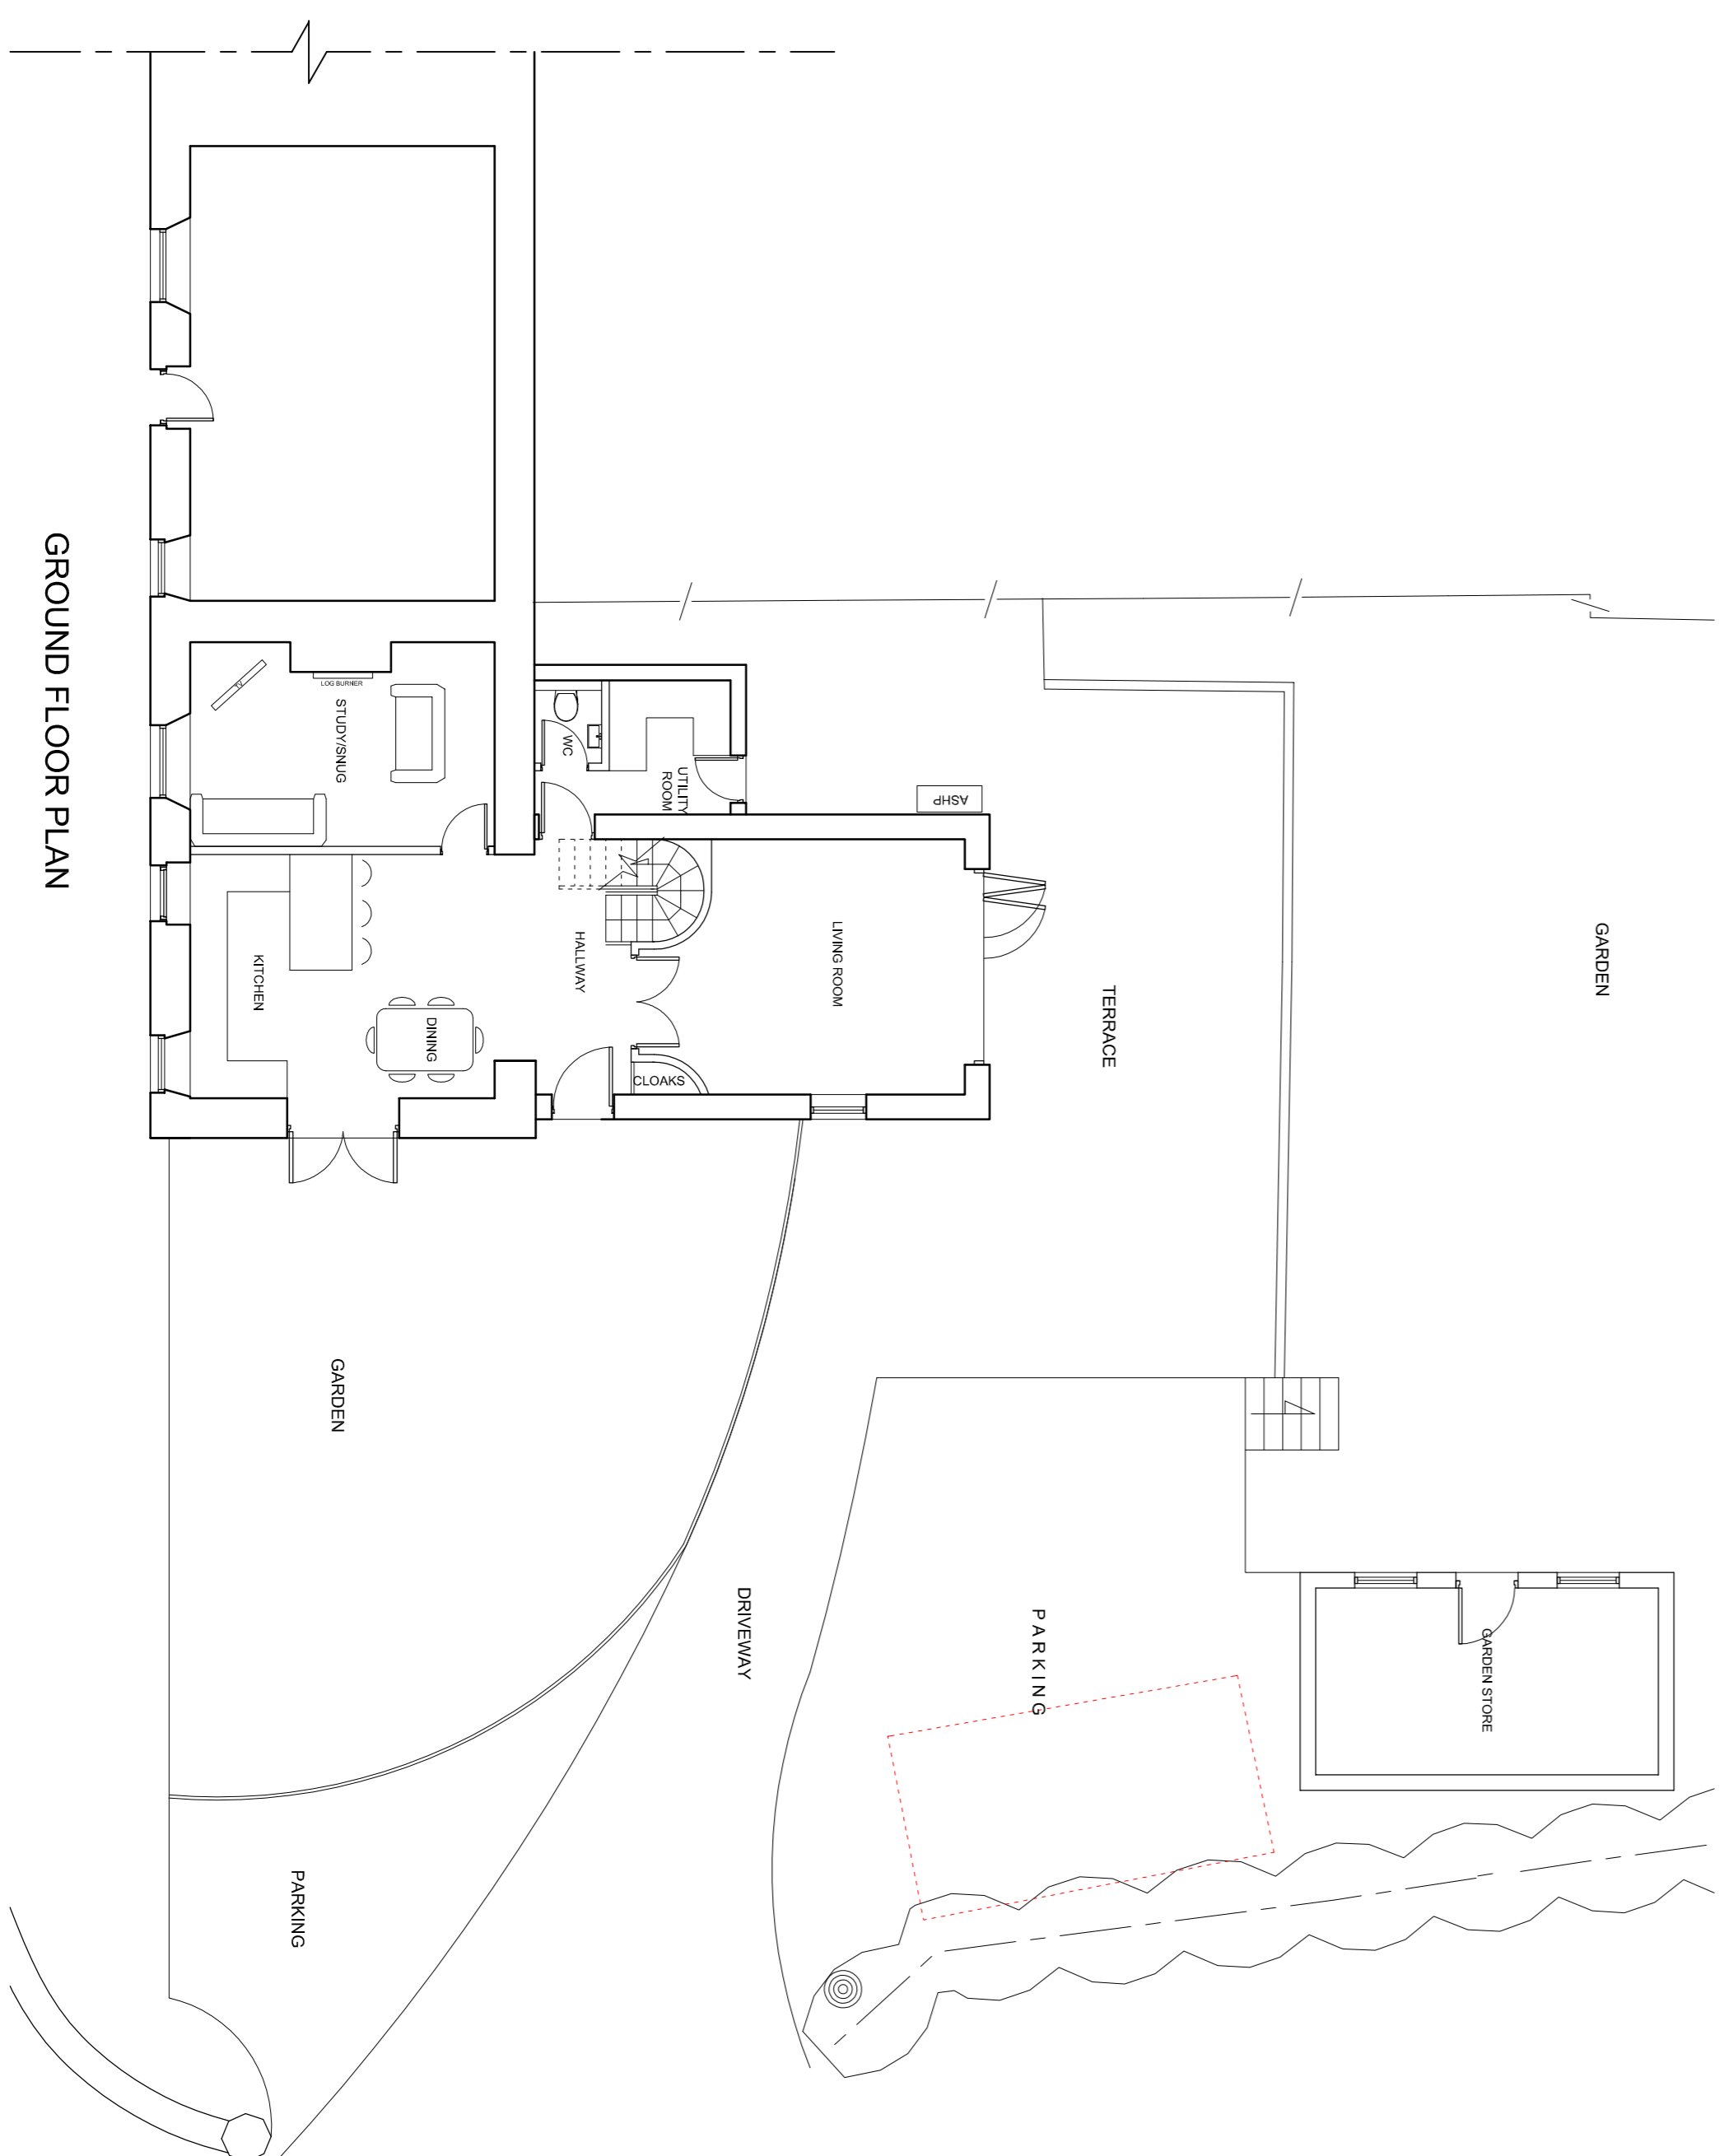 GARDEN
TERRACE
ASHP
LIVING ROOM
UTILITY
ROOM
WC
HALLWAY
CLOAKS
LOG BURNER
STUDY/SNUG
TV
KITCHEN
DINING
GARDEN STORE
PARKING
DRIVEWAY
GARDEN
PARKING
GROUND FLOOR PLAN